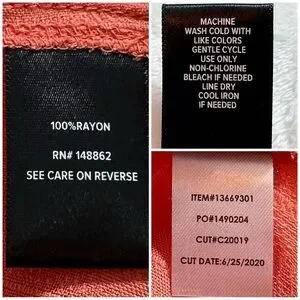 100%RAYON
RN# 148862
SEE CARE ON REVERSE
MACHINE
WASH COLD WITH
LIKE COLORS
GENTLE CYCLE
USE ONLY
NON-CHLORINE
BLEACH IF NEEDED
LINE DRY
COOL IRON
IF NEEDED
ITEM#13669301
PO#1490204
CUT#C20019
CUT DATE:6/25/2020